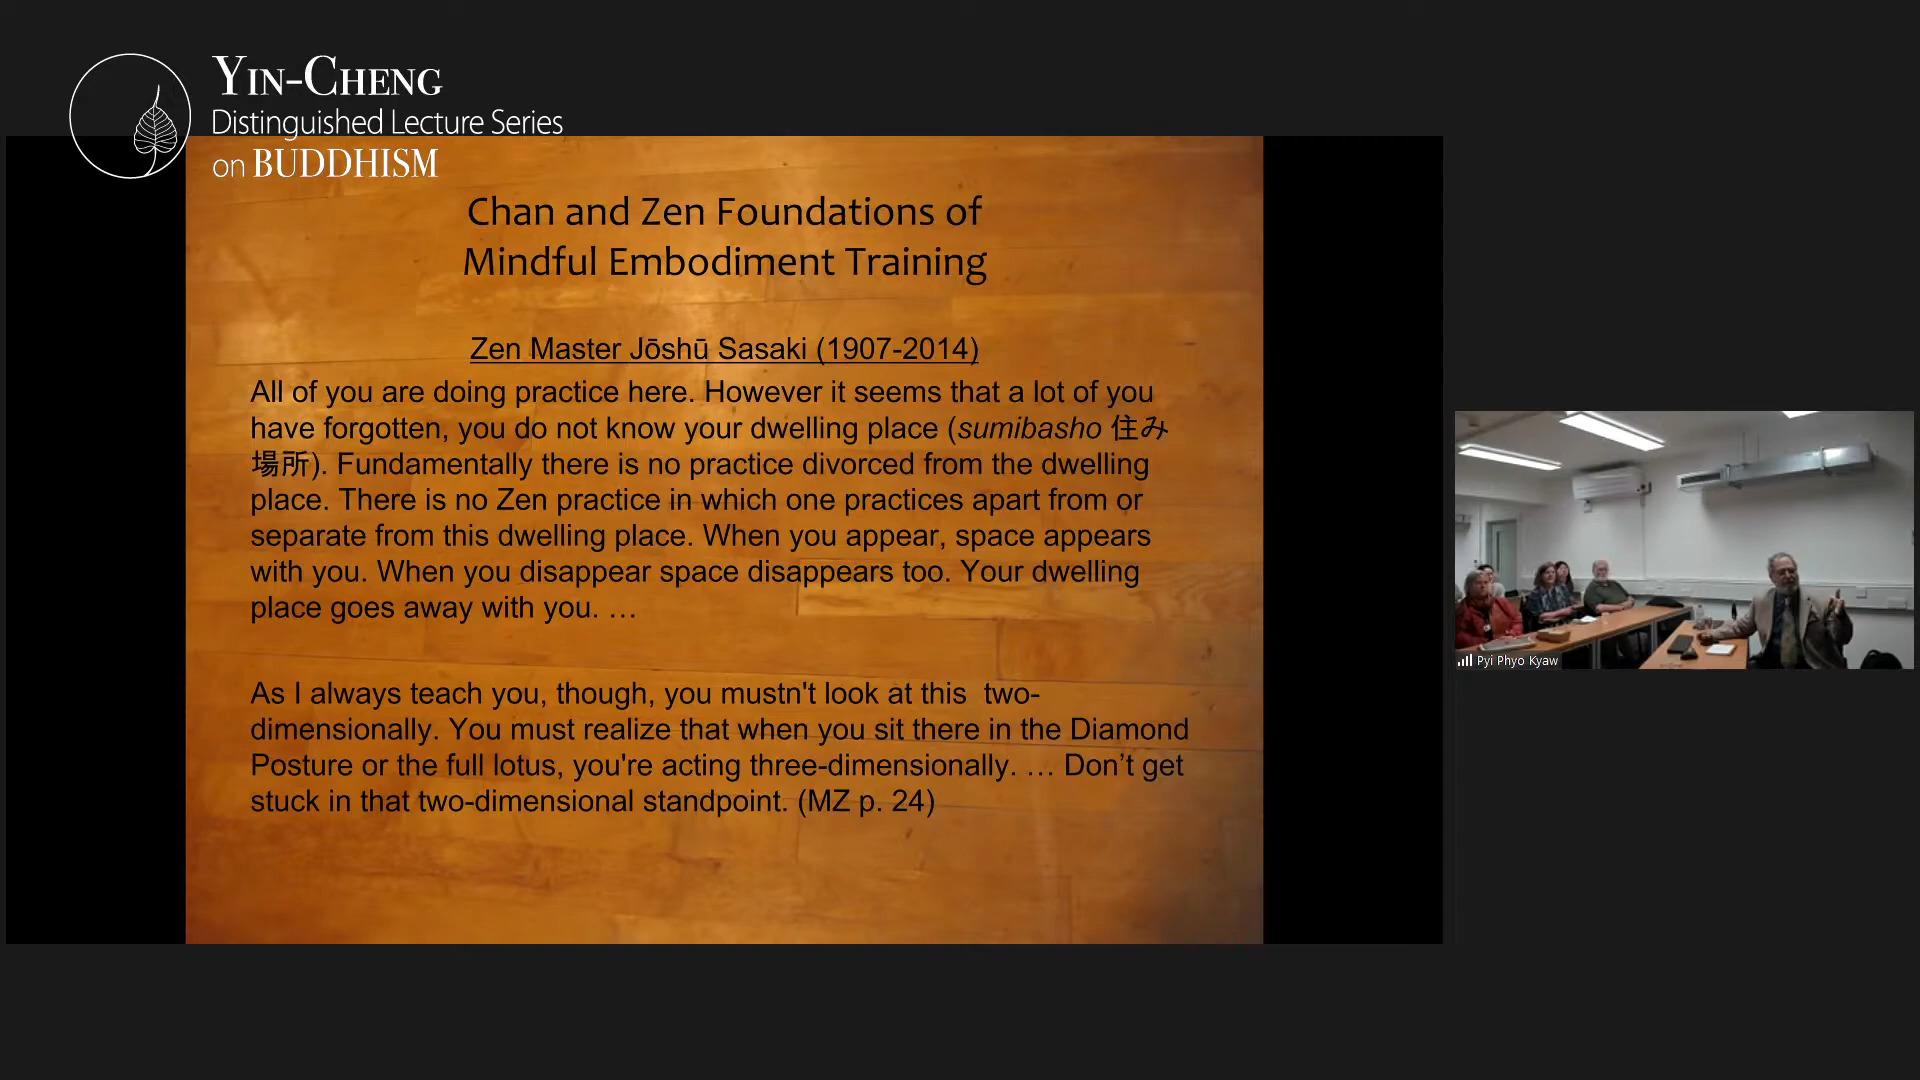 YIN-CHENG
Distinguished Lecture Series
on BUDDHISM
Chan and Zen Foundations of
Mindful Embodiment Training
Zen Master Jōshū Sasaki (1907-2014)
All of you are doing practice here. However it seems that a lot of you
have forgotten, you do not know your dwelling place (sumibasho 住み
場所). Fundamentally there is no practice divorced from the dwelling
place. There is no Zen practice in which one practices apart from or
separate from this dwelling place. When you appear, space appears
with you. When you disappear space disappears too. Your dwelling
place goes away with you. …
As I always teach you, though, you mustn't look at this  two-
dimensionally. You must realize that when you sit there in the Diamond
Posture or the full lotus, you're acting three-dimensionally. … Don’t get
stuck in that two-dimensional standpoint. (MZ p. 24)
Pyi Phyo Kyaw